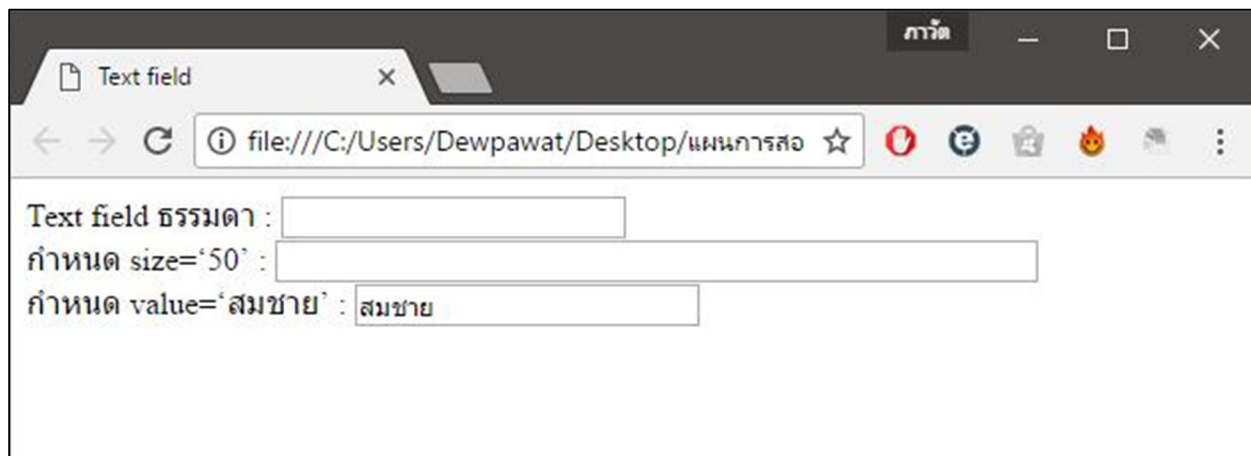 ภาวัต
Text field
file:///C:/Users/Dewpawat/Desktop/แผนการสอ
Text field ธรรมดา :
กำหนด size=‘50’ :
กำหนด value=‘สมชาย’ : สมชาย